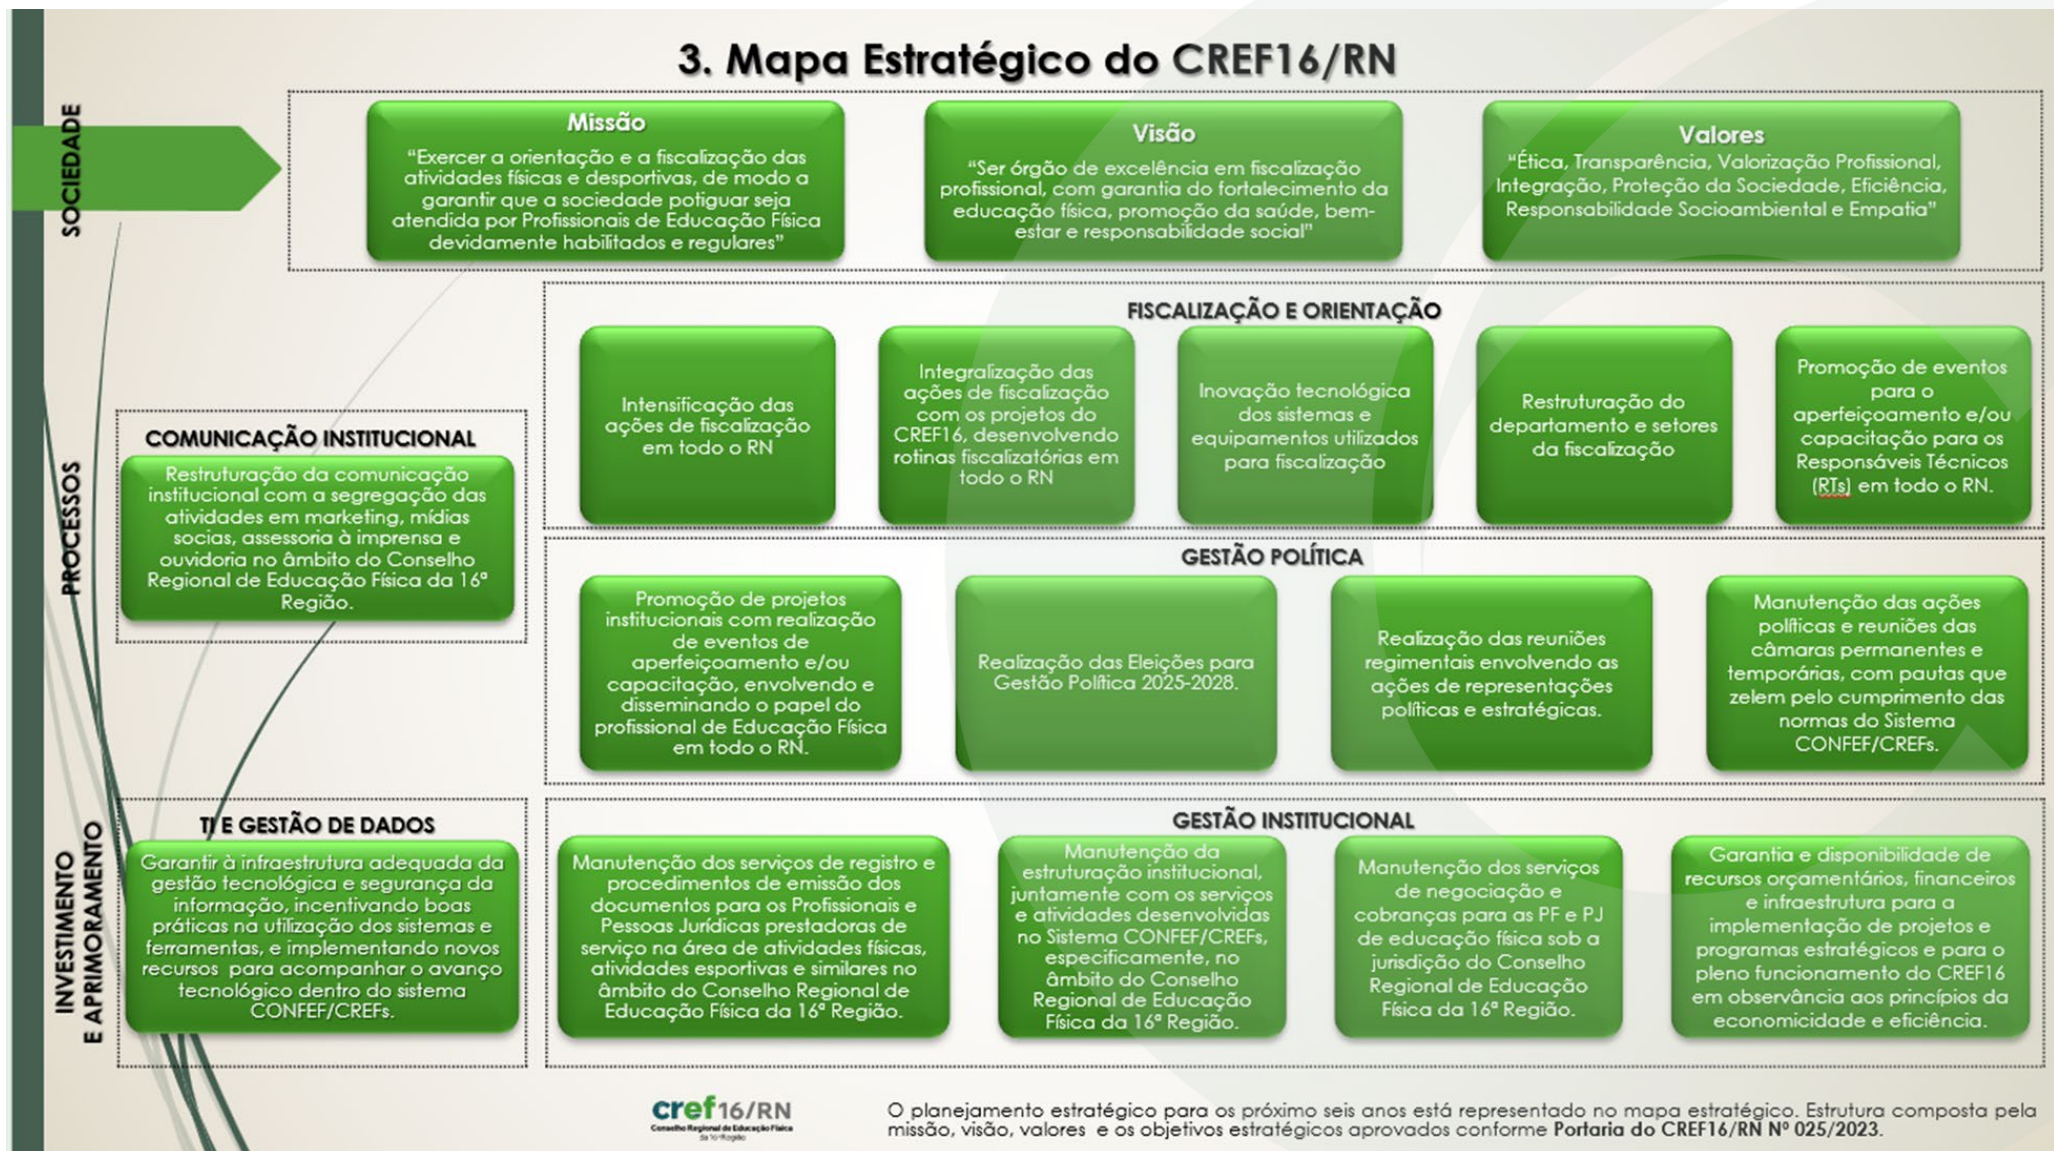 3. Mapa Estratégico do CREF16/RN
SOCIEDADE
Missão
“Exercer a orientação e a fiscalização das
atividades físicas e desportivas, de modo a
garantir que a sociedade potiguar seja
atendida por Profissionais de Educação Física
devidamente habilitados e regulares”
Visão
“Ser órgão de excelência em fiscalização
profissional, com garantia do fortalecimento da
educação física, promoção da saúde, bem-
estar e responsabilidade social”
Valores
“Ética, Transparência, Valorização Profissional,
Integração, Proteção da Sociedade, Eficiência,
Responsabilidade Socioambiental e Empatia”
PROCESSOS
COMUNICAÇÃO INSTITUCIONAL
Restruturação da comunicação
institucional com a segregação das
atividades em marketing, mídias
socias, assessoria à imprensa e
ouvidoria no âmbito do Conselho
Regional de Educação Física da 16ª
Região.
FISCALIZAÇÃO E ORIENTAÇÃO
Intensificação das
ações de fiscalização
em todo o RN
Integralização das
ações de fiscalização
com os projetos do
CREF16, desenvolvendo
rotinas fiscalizatórias em
todo o RN
Inovação tecnológica
dos sistemas e
equipamentos utilizados
para fiscalização
Restruturação do
departamento e setores
da fiscalização
Promoção de eventos
para o
aperfeiçoamento e/ou
capacitação para os
Responsáveis Técnicos
(RTs) em todo o RN.
GESTÃO POLÍTICA
Promoção de projetos
institucionais com realização
de eventos de
aperfeiçoamento e/ou
capacitação, envolvendo e
disseminando o papel do
profissional de Educação Física
em todo o RN.
Realização das Eleições para
Gestão Política 2025-2028.
Realização das reuniões
regimentais envolvendo as
ações de representações
políticas e estratégicas.
Manutenção das ações
políticas e reuniões das
câmaras permanentes e
temporárias, com pautas que
zelem pelo cumprimento das
normas do Sistema
CONFEF/CREFs.
INVESTIMENTO
E APRIMORAMENTO
TI E GESTÃO DE DADOS
Garantir à infraestrutura adequada da
gestão tecnológica e segurança da
informação, incentivando boas
práticas na utilização dos sistemas e
ferramentas, e implementando novos
recursos para acompanhar o avanço
tecnológico dentro do sistema
CONFEF/CREFs.
GESTÃO INSTITUCIONAL
Manutenção dos serviços de registro e
procedimentos de emissão dos
documentos para os Profissionais e
Pessoas Jurídicas prestadoras de
serviço na área de atividades físicas,
atividades esportivas e similares no
âmbito do Conselho Regional de
Educação Física da 16ª Região.
Manutenção da
estruturação institucional,
juntamente com os serviços
e atividades desenvolvidas
no Sistema CONFEF/CREFs,
especificamente, no
âmbito do Conselho
Regional de Educação
Física da 16ª Região.
Manutenção dos serviços
de negociação e
cobranças para as PF e PJ
de educação física sob a
jurisdição do Conselho
Regional de Educação
Física da 16ª Região.
Garantia e disponibilidade de
recursos orçamentários, financeiros
e infraestrutura para a
implementação de projetos e
programas estratégicos e para o
pleno funcionamento do CREF16
em observância aos princípios da
economicidade e eficiência.
cref16/RN
Conselho Regional de Educação Física
da 16ª Região
O planejamento estratégico para os próximo seis anos está representado no mapa estratégico. Estrutura composta pela
missão, visão, valores e os objetivos estratégicos aprovados conforme Portaria do CREF16/RN Nº 025/2023.